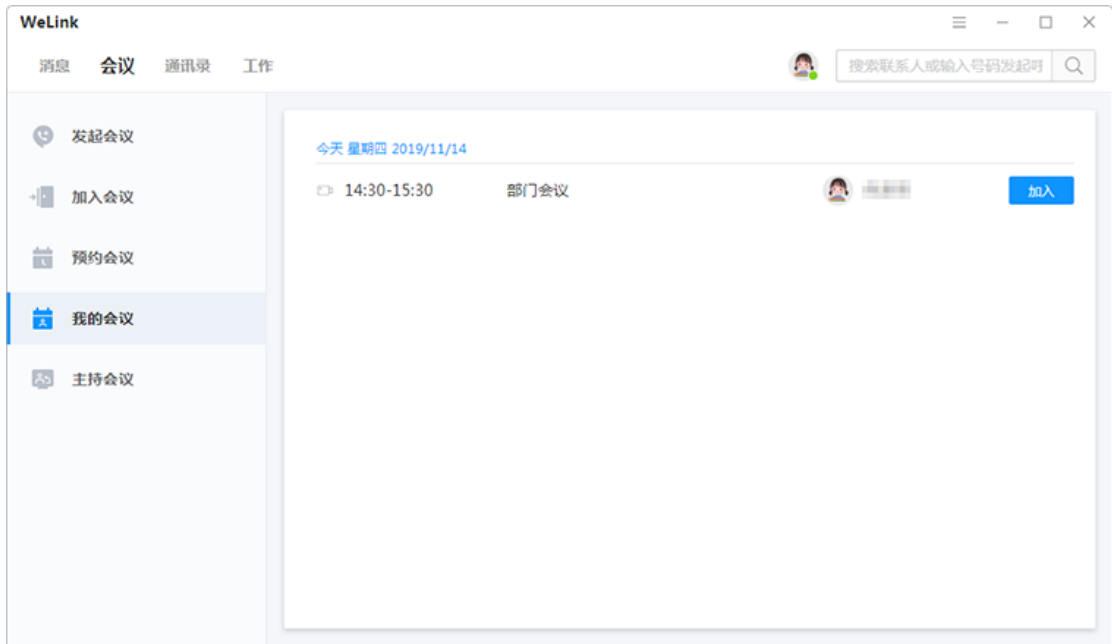 WeLink
消息 会议 通讯录 工作
搜索联系人或输入号码发起呼
发起会议
加入会议
预约会议
我的会议
主持会议
今天 星期四 2019/11/14
14:30-15:30 部门会议 加入